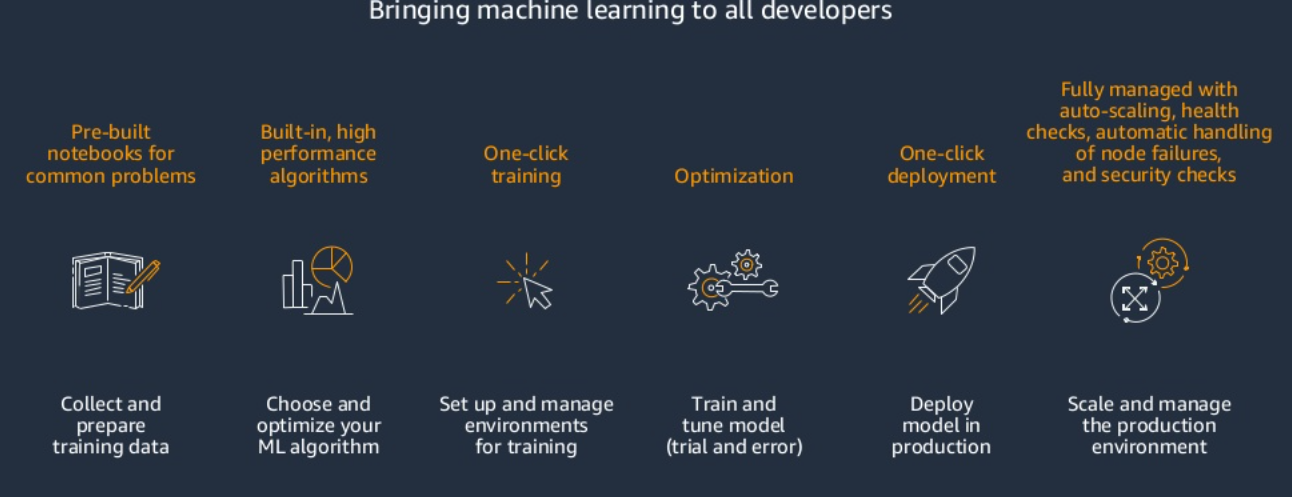 Bringing machine learning to all developers
Pre-built
notebooks for
common problems
Built-in, high
performance
algorithms
One-click
training
Optimization
One-click
deployment
Fully managed with
auto-scaling, health
checks, automatic handling
of node failures,
and security checks
Collect and
prepare
training data
Choose and
optimize your
ML algorithm
Set up and manage
environments
for training
Train and
tune model
(trial and error)
Deploy
model in
production
Scale and manage
the production
environment